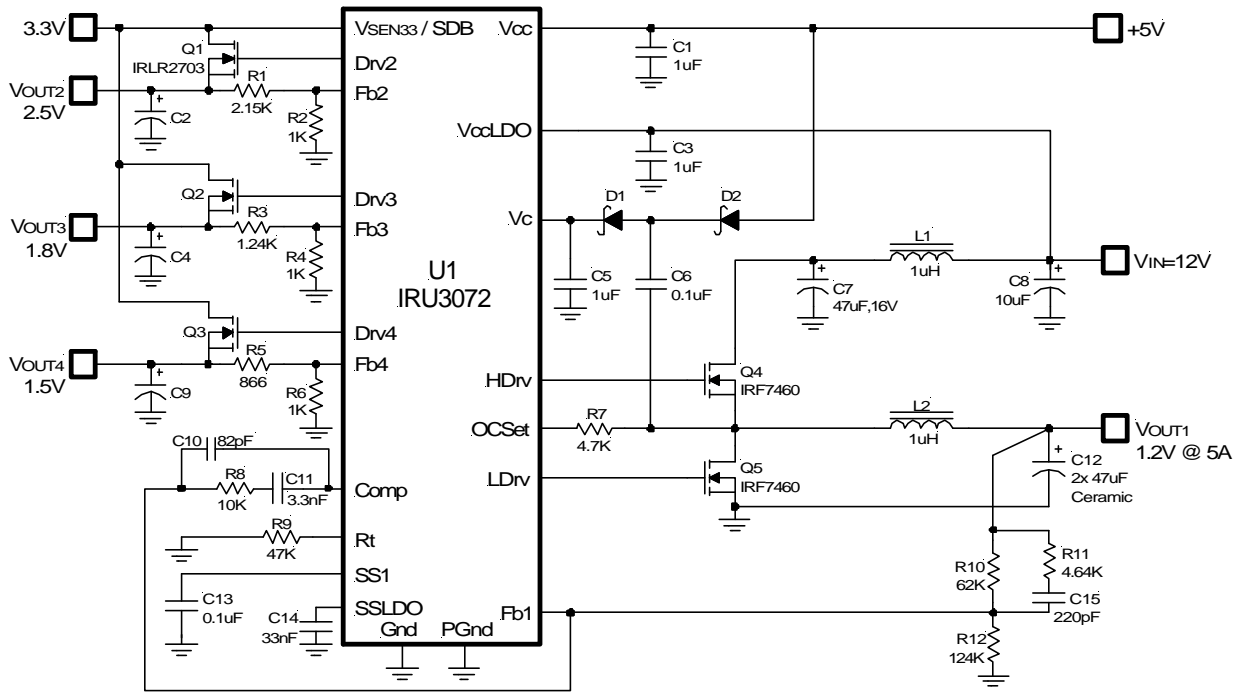 3.3V
VSEN33 / SDB
Vcc
+5V
Q1
IRLR2703
Drv2
C1
1uF
VOUT2
2.5V
R1
2.15K
Fb2
C2
R2
1K
VccLDO
C3
1uF
Q2
Drv3
D1
D2
VOUT3
1.8V
R3
1.24K
Fb3
Vc
C4
R4
1K
U1
IRU3072
C5
1uF
C6
0.1uF
L1
1uH
VIN=12V
C7
47uF,16V
C8
10uF
Q3
Drv4
VOUT4
1.5V
R5
866
Fb4
C9
R6
1K
HDrv
Q4
IRF7460
OCSet
R7
4.7K
L2
1uH
VOUT1
1.2V @ 5A
C10
82pF
LDrv
Q5
IRF7460
C12
2x 47uF
Ceramic
R8
10K
C11
3.3nF
Comp
R9
47K
Rt
SS1
R10
62K
R11
4.64K
C13
0.1uF
C14
33nF
SSLDO
Fb1
C15
220pF
Gnd
PGnd
R12
124K